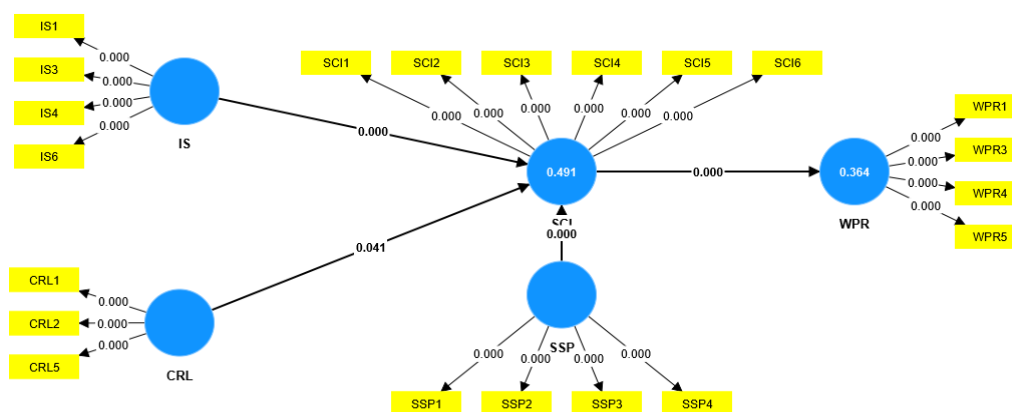 IS1
IS3
IS4
IS6
0.000
0.000
0.000
0.000
IS
SCI1
SCI2
SCI3
SCI4
SCI5
SCI6
0.000
0.000
0.000
0.000
0.000
0.000
0.000
0.491
SCI
0.000
0.364
WPR
WPR1
WPR3
WPR4
WPR5
0.000
0.000
0.000
0.000
0.041
0.000
CRL1
CRL2
CRL5
0.000
0.000
0.000
CRL
SSP
0.000
0.000
0.000
0.000
SSP1
SSP2
SSP3
SSP4